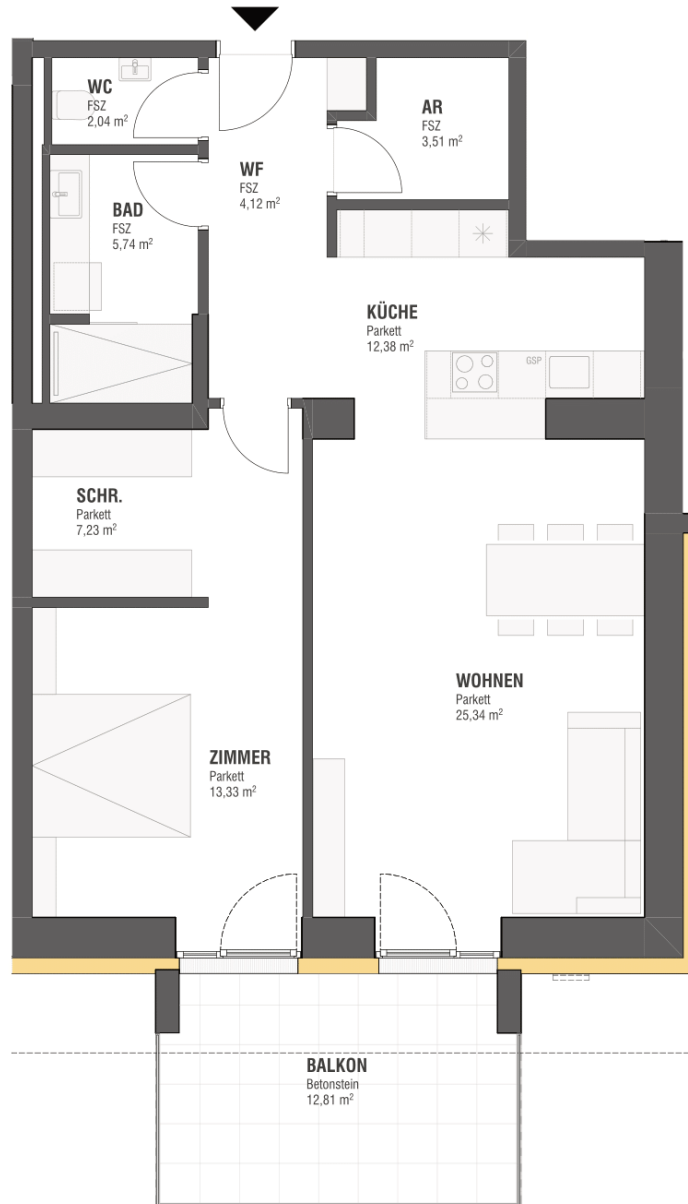 WC
FSZ
2,04 m²
AR
FSZ
3,51 m²
WF
FSZ
4,12 m²
BAD
FSZ
5,74 m²
KÜCHE
Parkett
12,38 m²
GSP
SCHR.
Parkett
7,23 m²
WOHNEN
Parkett
25,34 m²
ZIMMER
Parkett
13,33 m²
BALKON
Betonstein
12,81 m²